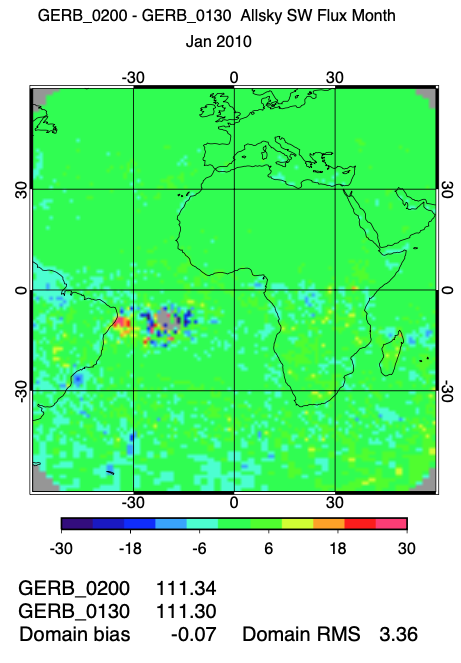 GERB_0200 - GERB_0130 Allsky SW Flux Month
Jan 2010
-30 0 30
30 30
0 0
-30 -30
-30 0 30
-30 -18 -6 6 18 30
GERB_0200 111.34
GERB_0130 111.30
Domain bias -0.07 Domain RMS 3.36